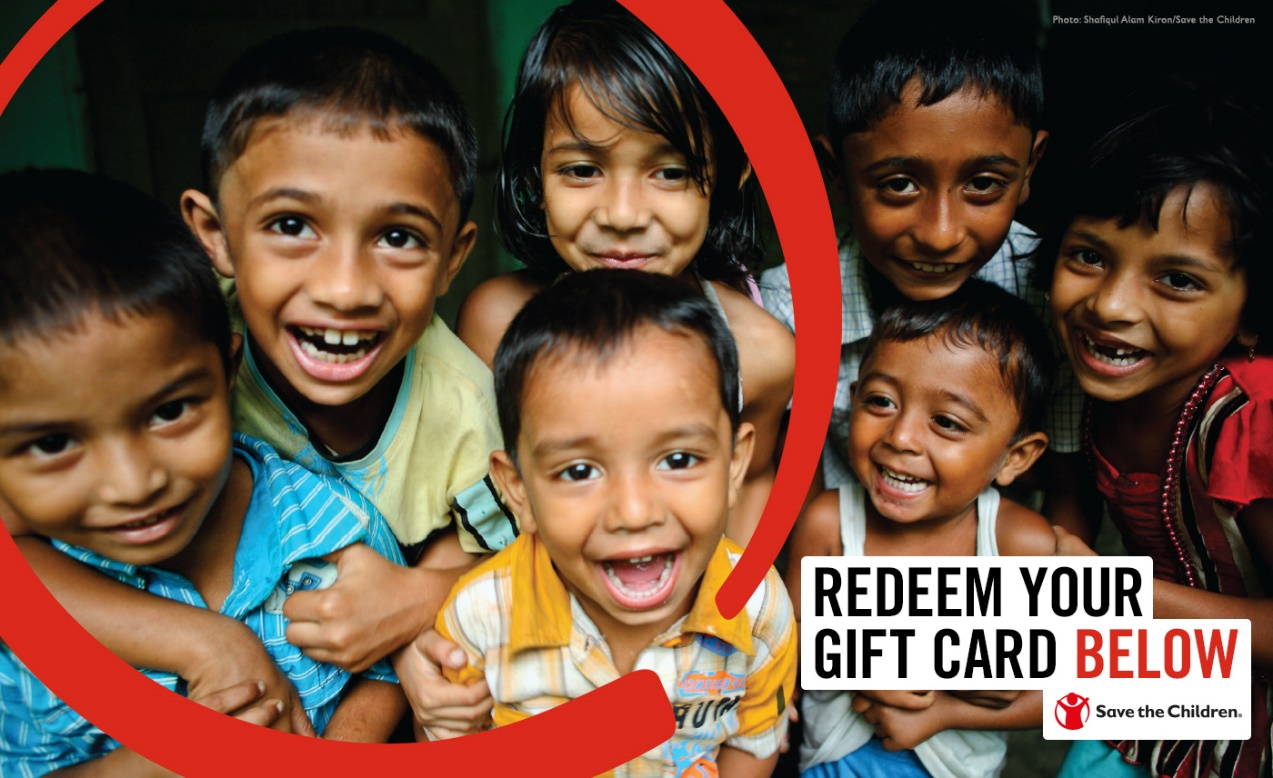 Photo: Shafiqul Alam Kiron/Save the Children
REDEEM YOUR
GIFT CARD BELOW
Save the Children.